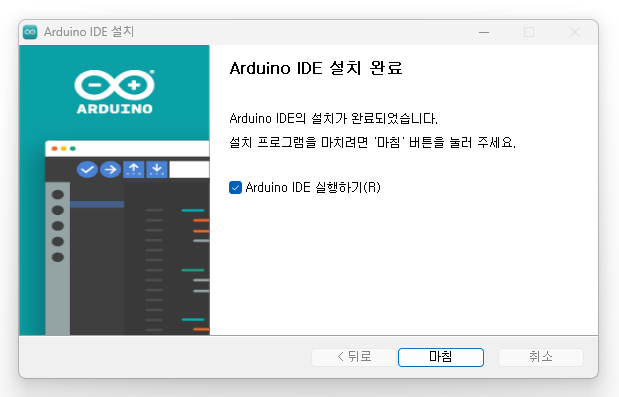 Arduino IDE 설치
ARDUINO
Arduino IDE 설치 완료
Arduino IDE의 설치가 완료되었습니다.
설치 프로그램을 마치려면 '마침' 버튼을 눌러 주세요.
Arduino IDE 실행하기(R)
< 뒤로
마침
취소